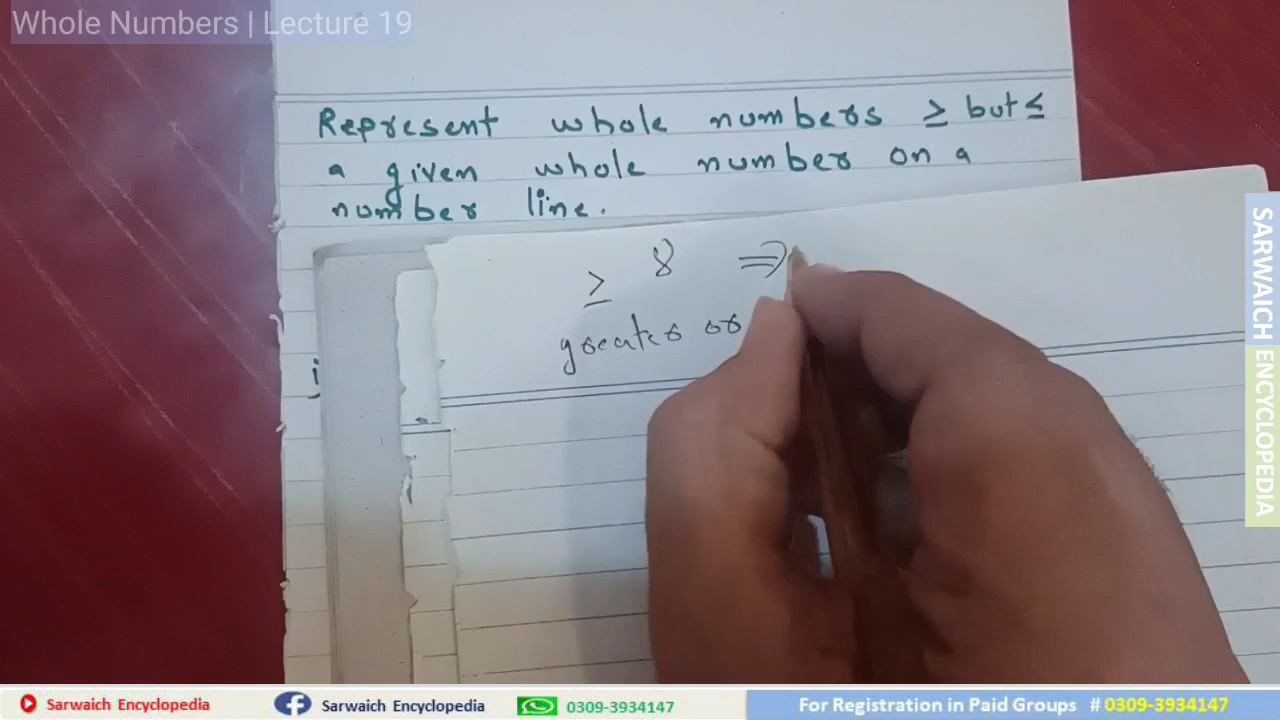 Whole Numbers | Lecture 19
Represent whole numbers ≥ but ≤
a given whole number on a
number line.
≥ 8 ⇒
greater or
SARWAICH ENCYCLOPEDIA
Sarwaich Encyclopedia Sarwaich Encyclopedia 0309-3934147 For Registration in Paid Groups # 0309-3934147